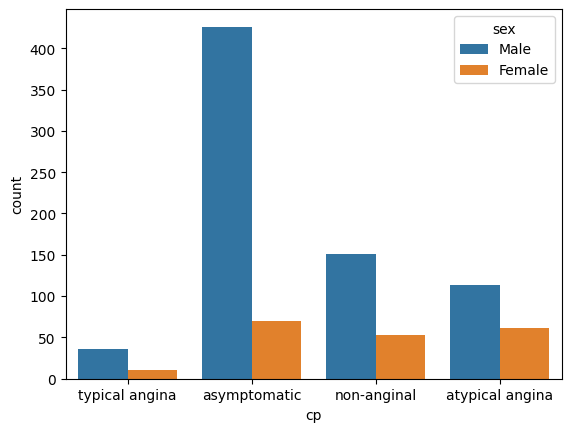 sex
Male
Female
count
400
350
300
250
200
150
100
50
0
typical angina asymptomatic non-anginal atypical angina
cp